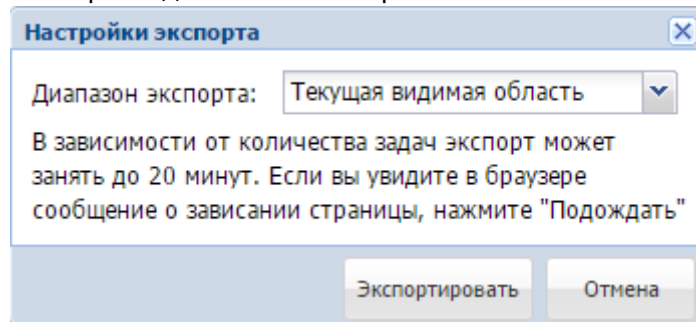 Настройки экспорта
Диапазон экспорта: Текущая видимая область
В зависимости от количества задач экспорт может
занять до 20 минут. Если вы увидите в браузере
сообщение о зависании страницы, нажмите "Подождать"
Экспортировать Отмена